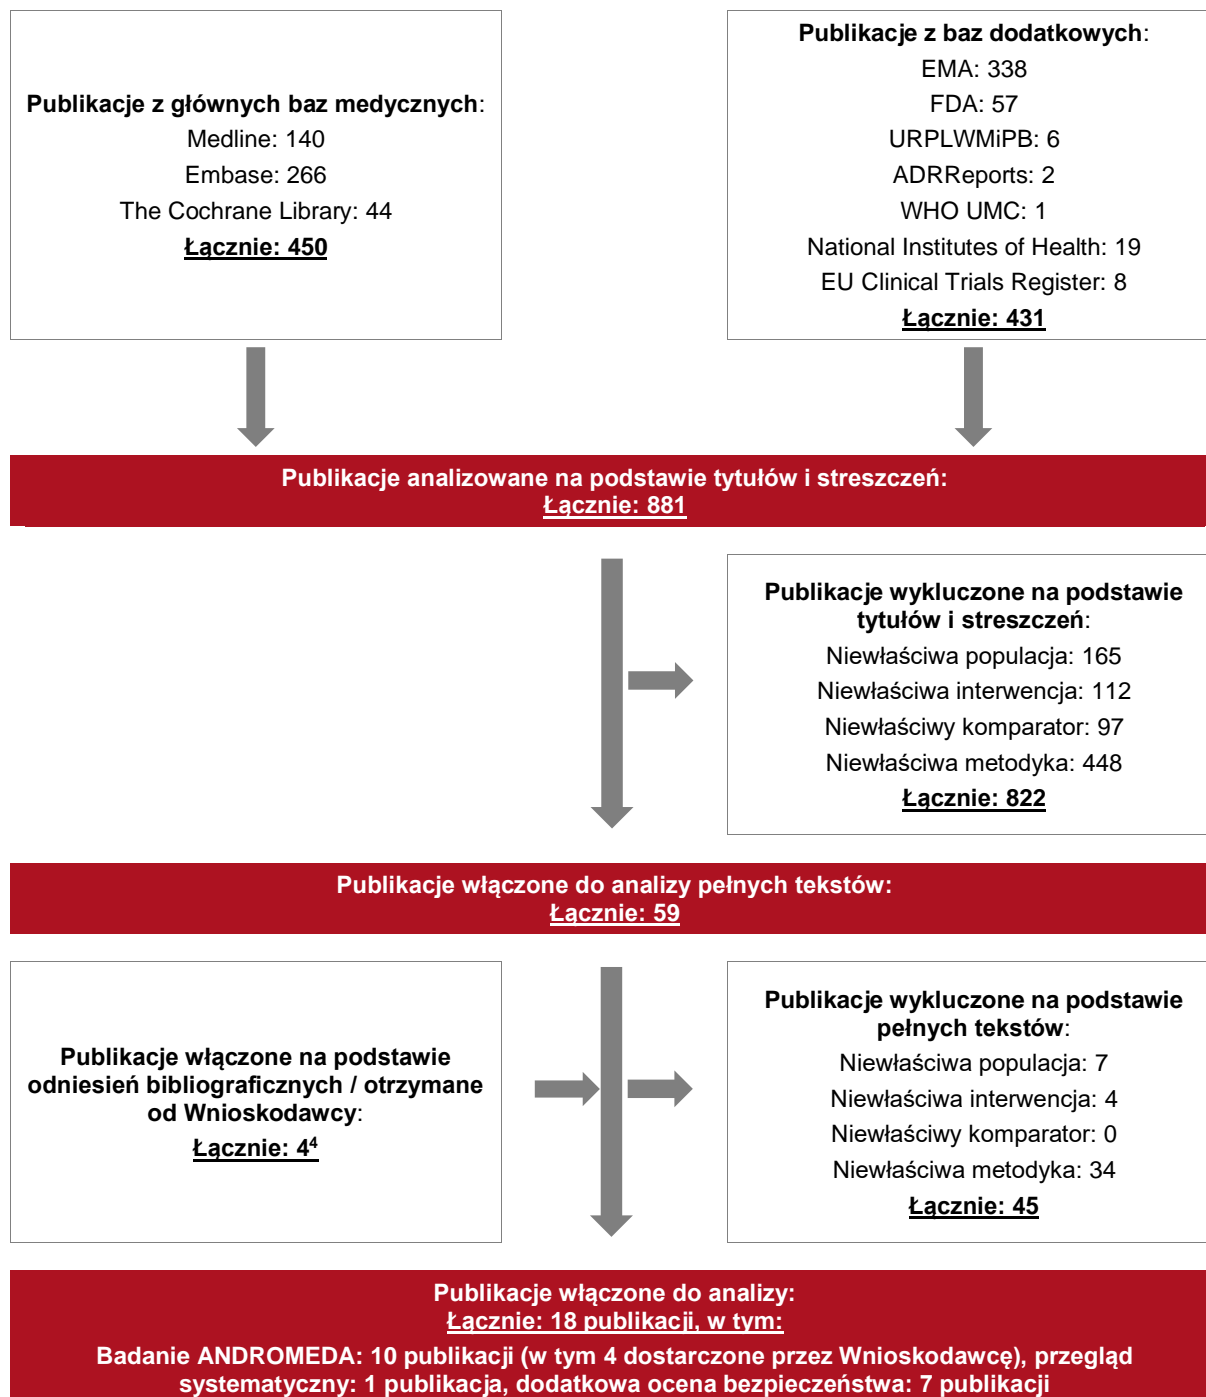 Publikacje z głównych baz medycznych:
Medline: 140
Embase: 266
The Cochrane Library: 44
Łącznie: 450
Publikacje z baz dodatkowych:
EMA: 338
FDA: 57
URPLWMiPB: 6
ADRReports: 2
WHO UMC: 1
National Institutes of Health: 19
EU Clinical Trials Register: 8
Łącznie: 431
Publikacje analizowane na podstawie tytułów i streszczeń:
Łącznie: 881
Publikacje wykluczone na podstawie
tytułów i streszczeń:
Niewłaściwa populacja: 165
Niewłaściwa interwencja: 112
Niewłaściwy komparator: 97
Niewłaściwa metodyka: 448
Łącznie: 822
Publikacje włączone do analizy pełnych tekstów:
Łącznie: 59
Publikacje włączone na podstawie
odniesień bibliograficznych / otrzymane
od Wnioskodawcy:
Łącznie: 4⁴
Publikacje wykluczone na podstawie
pełnych tekstów:
Niewłaściwa populacja: 7
Niewłaściwa interwencja: 4
Niewłaściwy komparator: 0
Niewłaściwa metodyka: 34
Łącznie: 45
Publikacje włączone do analizy:
Łącznie: 18 publikacji, w tym:
Badanie ANDROMEDA: 10 publikacji (w tym 4 dostarczone przez Wnioskodawcę), przegląd
systematyczny: 1 publikacja, dodatkowa ocena bezpieczeństwa: 7 publikacji